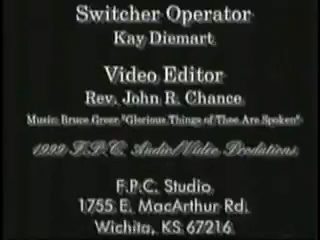 Switcher Operator
Kay Diemart
Video Editor
Rev. John R. Chance
Music: Bruce Greer "Glorious Things of Thee Are Spoken"
1999 F.P.C. Audio/Video Prodations
F.P.C. Studio
1755 E. MacArthur Rd.
Wichita, KS 67216